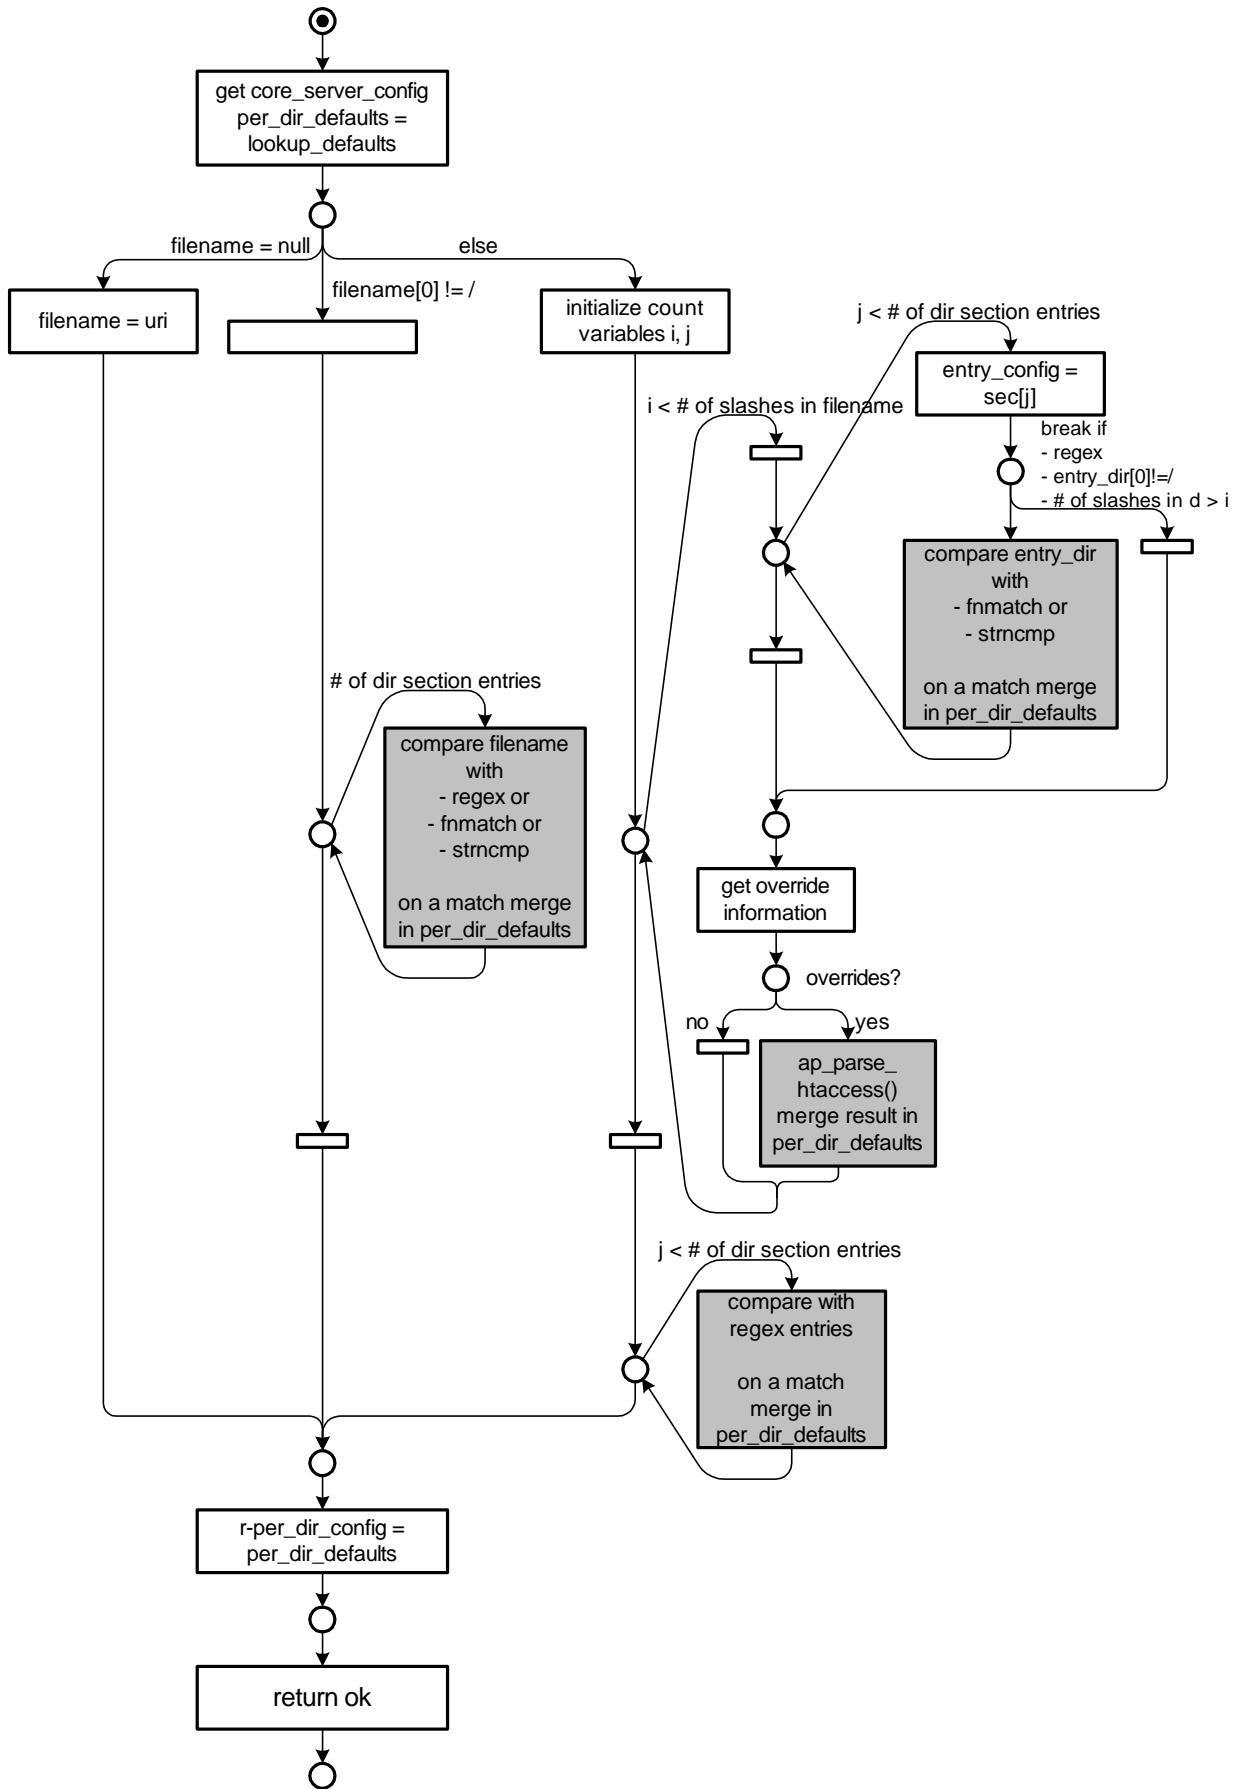 get core_server_config
per_dir_defaults =
lookup_defaults
filename = null
else
filename[0] != /
filename = uri
initialize count
variables i, j
j < # of dir section entries
entry_config =
sec[j]
i < # of slashes in filename
break if
- regex
- entry_dir[0]!=/
- # of slashes in d > i
compare entry_dir
with
- fnmatch or
- strncmp
on a match merge
in per_dir_defaults
# of dir section entries
compare filename
with
- regex or
- fnmatch or
- strncmp
on a match merge
in per_dir_defaults
get override
information
overrides?
no
yes
ap_parse_
htaccess()
merge result in
per_dir_defaults
j < # of dir section entries
compare with
regex entries
on a match
merge in
per_dir_defaults
r-per_dir_config =
per_dir_defaults
return ok